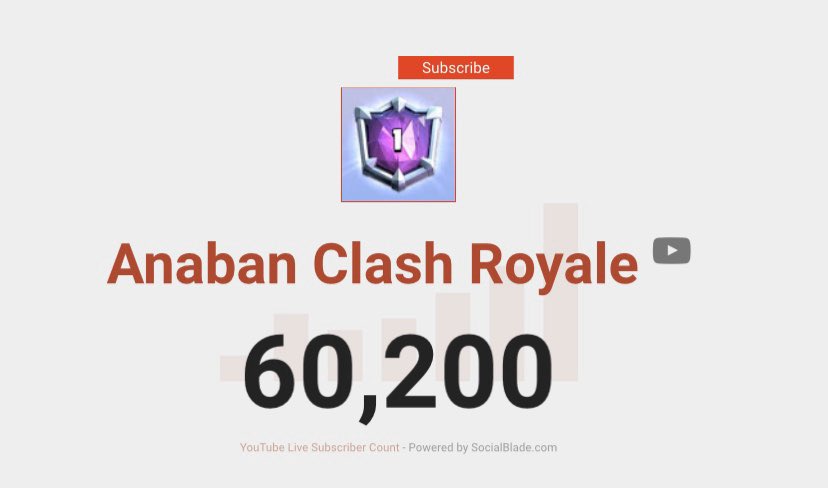 Subscribe
1
Anaban Clash Royale
60,200
YouTube Live Subscriber Count - Powered by SocialBlade.com